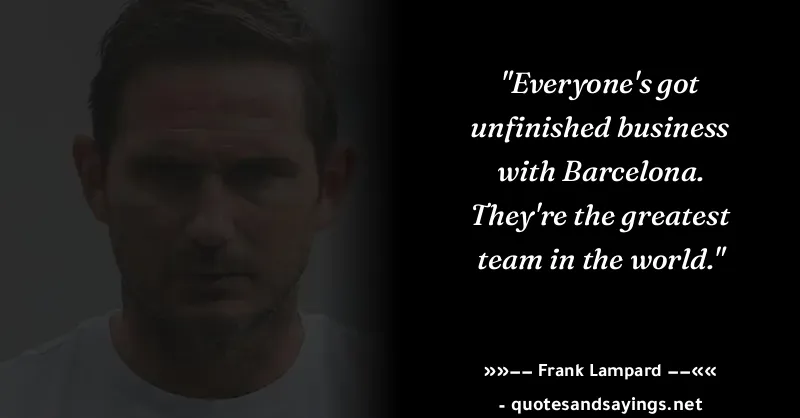 "Everyone's got
unfinished business
with Barcelona.
They're the greatest
team in the world."
»»−− Frank Lampard −−««
- quotesandsayings.net